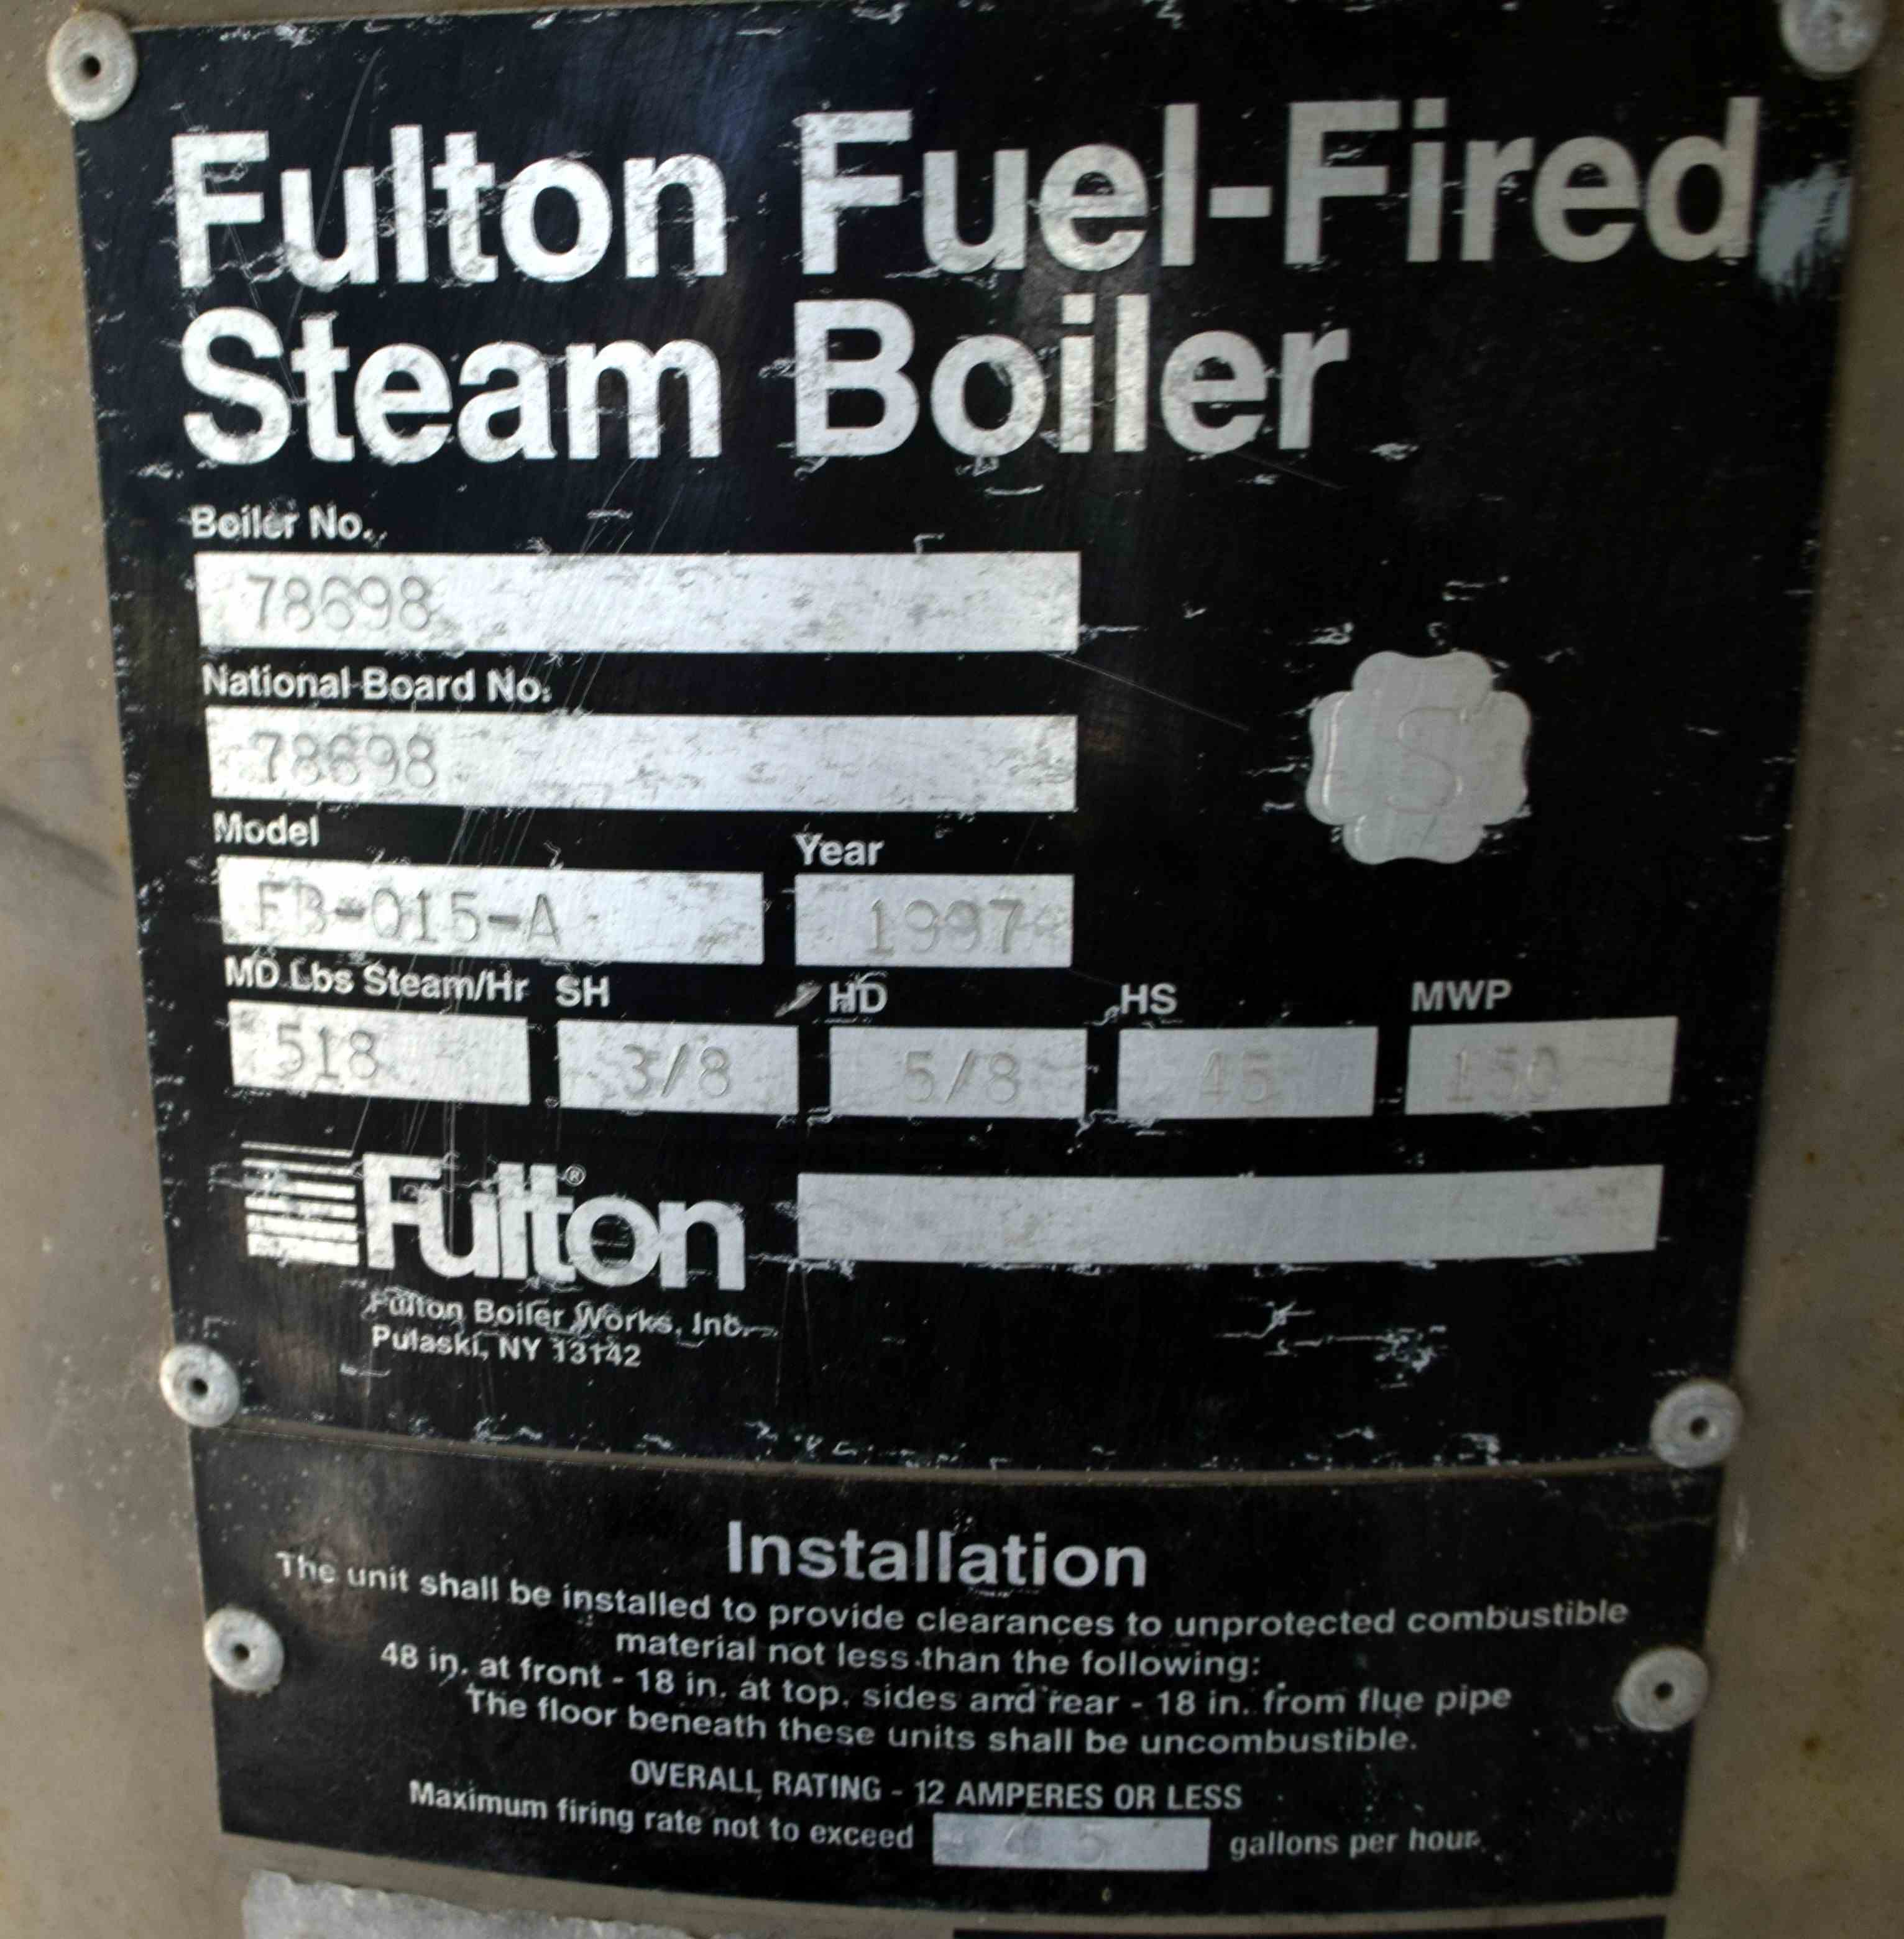 Fulton Fuel-Fired
Steam Boiler
Boiler No.
78698
National Board No.
78698
Model
Year
FB-015-A
1997
MD Lbs Steam/Hr SH HD HS MWP
518 3/8 5/8 45 150
S
Fulton®
Fulton Boiler Works, Inc.
Pulaski, NY 13142
Installation
The unit shall be installed to provide clearances to unprotected combustible
material not less than the following:
48 in. at front - 18 in. at top, sides and rear - 18 in. from flue pipe
The floor beneath these units shall be uncombustible.
OVERALL RATING - 12 AMPERES OR LESS
Maximum firing rate not to exceed gallons per hour.